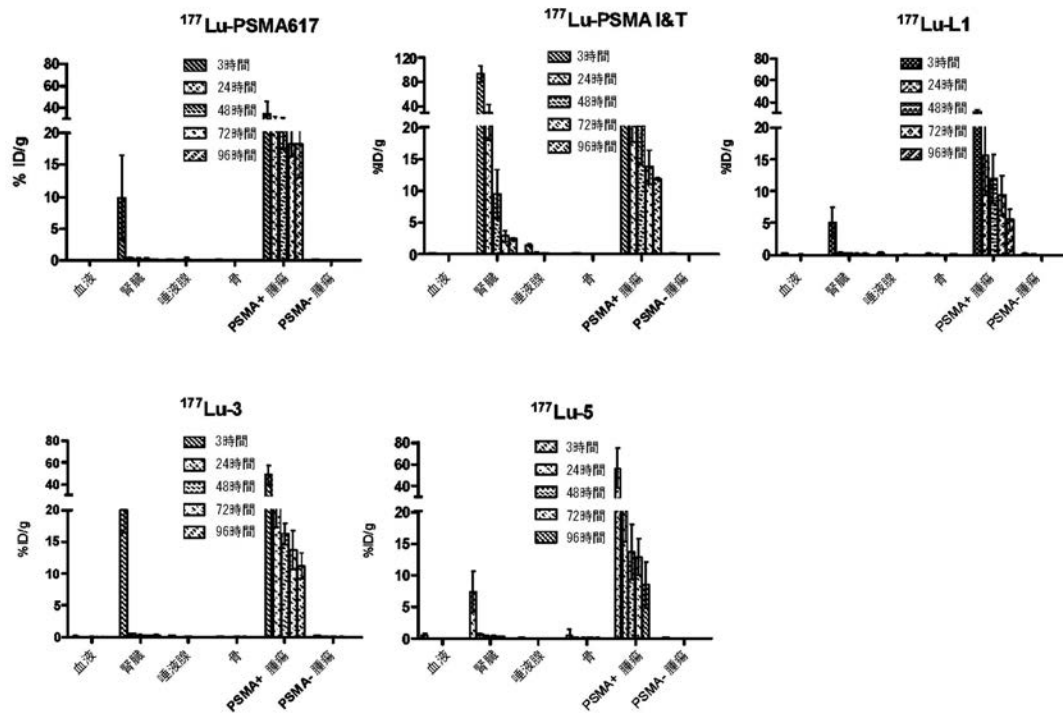 177Lu-PSMA617
% ID/g
80
60
40
20
15
10
5
0
3時間
24時間
48時間
72時間
96時間
血液
腎臓
唾液腺
骨
PSMA+ 腫瘍
PSMA- 腫瘍
177Lu-PSMA I&T
%ID/g
120
80
40
20
15
10
5
0
3時間
24時間
48時間
72時間
96時間
血液
腎臓
唾液腺
骨
PSMA+ 腫瘍
PSMA- 腫瘍
177Lu-L1
%ID/g
80
60
40
30
20
15
10
5
0
3時間
24時間
48時間
72時間
96時間
血液
腎臓
唾液腺
骨
PSMA+ 腫瘍
PSMA- 腫瘍
177Lu-3
%ID/g
80
60
40
20
15
10
5
0
3時間
24時間
48時間
72時間
96時間
血液
腎臓
唾液腺
骨
PSMA+ 腫瘍
PSMA- 腫瘍
177Lu-5
%ID/g
80
60
40
20
15
10
5
0
3時間
24時間
48時間
72時間
96時間
血液
腎臓
唾液腺
骨
PSMA+ 腫瘍
PSMA- 腫瘍